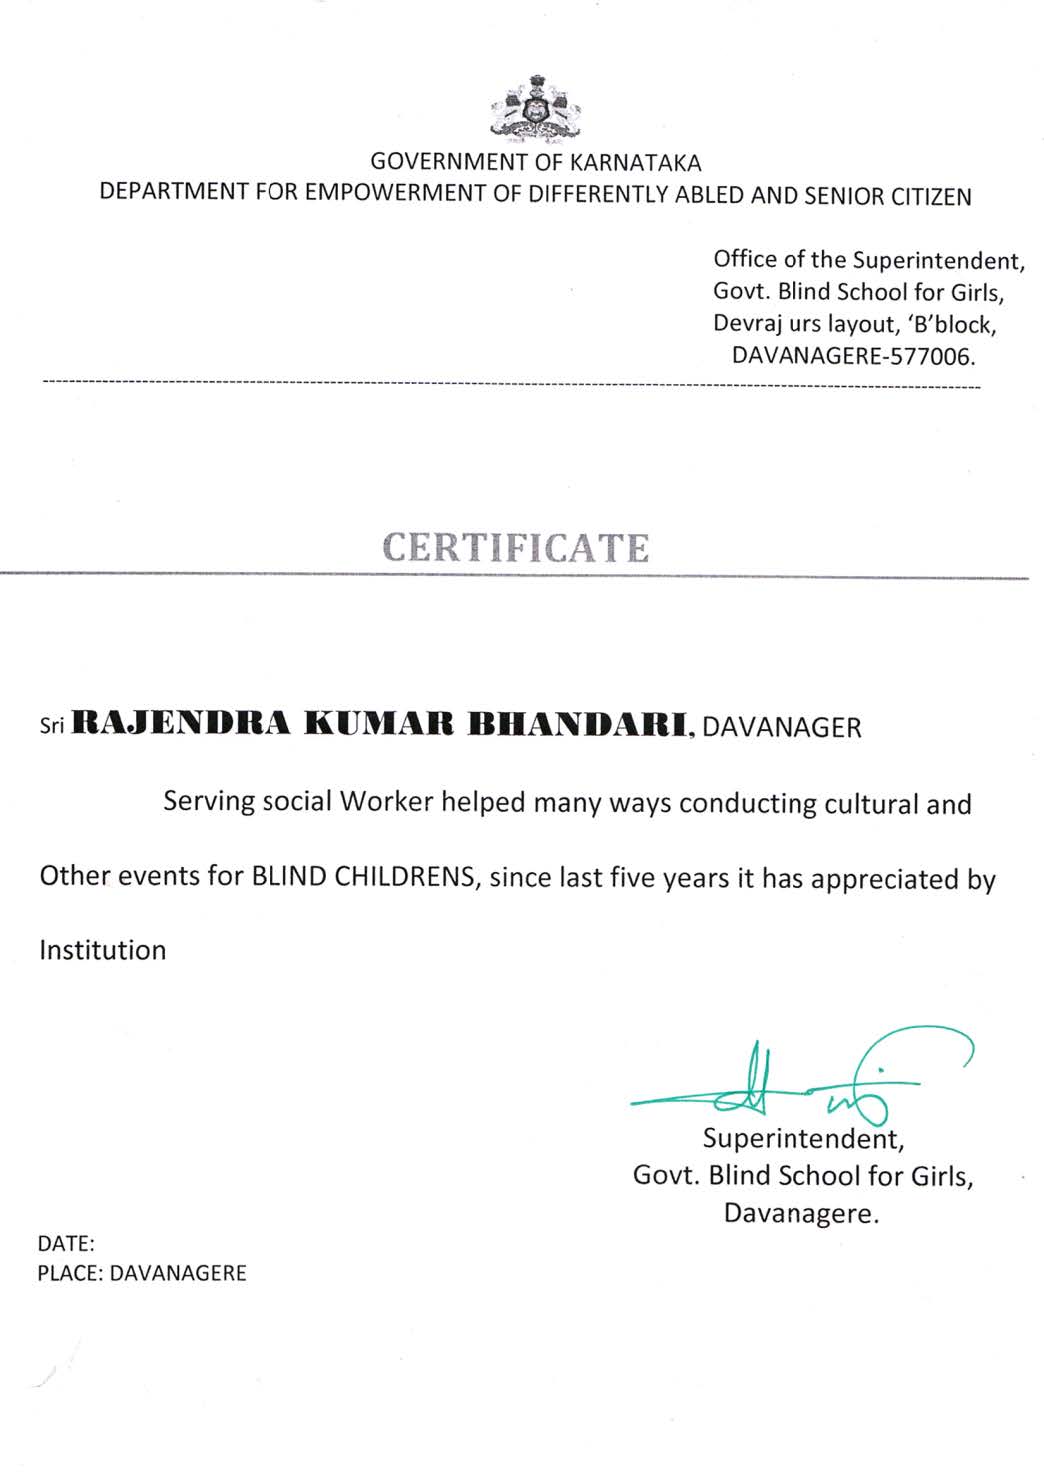 GOVERNMENT OF KARNATAKA
DEPARTMENT FOR EMPOWERMENT OF DIFFERENTLY ABLED AND SENIOR CITIZEN
Office of the Superintendent,
Govt. Blind School for Girls,
Devraj urs layout, ‘B’block,
DAVANAGERE-577006.
CERTIFICATE
Sri RAJENDRA KUMAR BHANDARI, DAVANAGER
Serving social Worker helped many ways conducting cultural and
Other events for BLIND CHILDRENS, since last five years it has appreciated by
Institution
Superintendent,
Govt. Blind School for Girls,
Davanagere.
DATE:
PLACE: DAVANAGERE